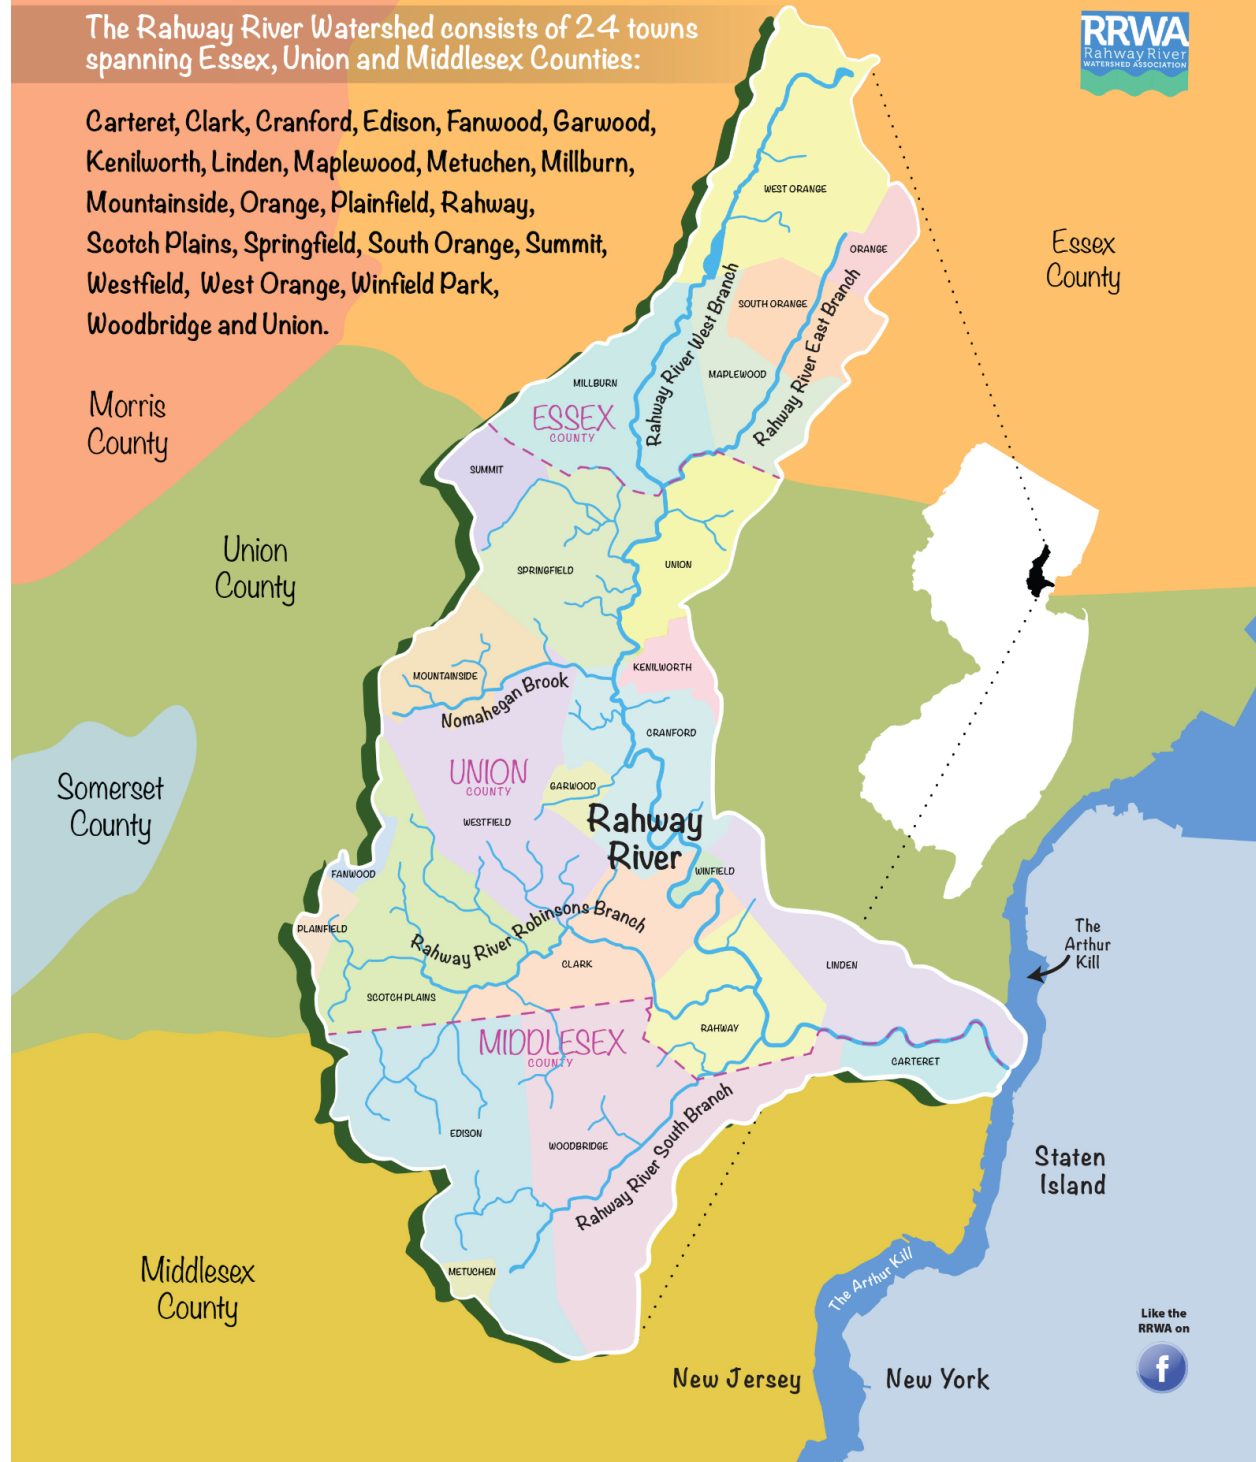 The Rahway River Watershed consists of 24 towns
spanning Essex, Union and Middlesex Counties:
Carteret, Clark, Cranford, Edison, Fanwood, Garwood,
Kenilworth, Linden, Maplewood, Metuchen, Millburn,
Mountainside, Orange, Plainfield, Rahway,
Scotch Plains, Springfield, South Orange, Summit,
Westfield, West Orange, Winfield Park,
Woodbridge and Union.
RRWA
Rahway River
WATERSHED ASSOCIATION
WEST ORANGE
ORANGE
Essex
County
SOUTH ORANGE
Rahway River West Branch
Rahway River East Branch
MAPLEWOOD
MILLBURN
ESSEX
COUNTY
Morris
County
SUMMIT
Union
County
SPRINGFIELD
UNION
KENILWORTH
MOUNTAINSIDE
Nomahegan Brook
CRANFORD
UNION
COUNTY
GARWOOD
Somerset
County
WESTFIELD
Rahway
River
WINFIELD
FANWOOD
PLAINFIELD
Rahway River Robinsons Branch
CLARK
LINDEN
The
Arthur
Kill
SCOTCH PLAINS
RAHWAY
MIDDLESEX
COUNTY
CARTERET
EDISON
WOODBRIDGE
Rahway River South Branch
Staten
Island
METUCHEN
Middlesex
County
The Arthur Kill
Like the
RRWA on
f
New Jersey
New York